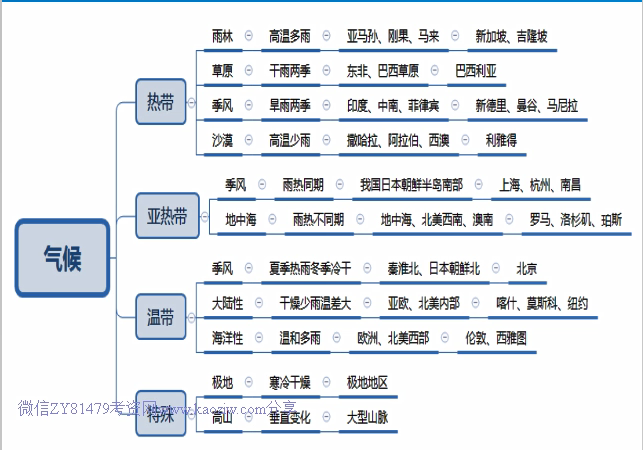 气候
热带
雨林 高温多雨 亚马孙、刚果、马来 新加坡、吉隆坡
草原 干雨两季 东非、巴西草原 巴西利亚
季风 旱雨两季 印度、中南、菲律宾 新德里、曼谷、马尼拉
沙漠 高温少雨 撒哈拉、阿拉伯、西澳 利雅得
亚热带
季风 雨热同期 我国日本朝鲜半岛南部 上海、杭州、南昌
地中海 雨热不同期 地中海、北美西南、澳南 罗马、洛杉矶、珀斯
温带
季风 夏季热雨冬季冷干 秦淮北、日本朝鲜北 北京
大陆性 干燥少雨温差大 亚欧、北美内部 喀什、莫斯科、纽约
海洋性 温和多雨 欧洲、北美西部 伦敦、西雅图
特殊
极地 寒冷干燥 极地地区
高山 垂直变化 大型山脉
微信ZY81479考资网www.kaozjw.com分享